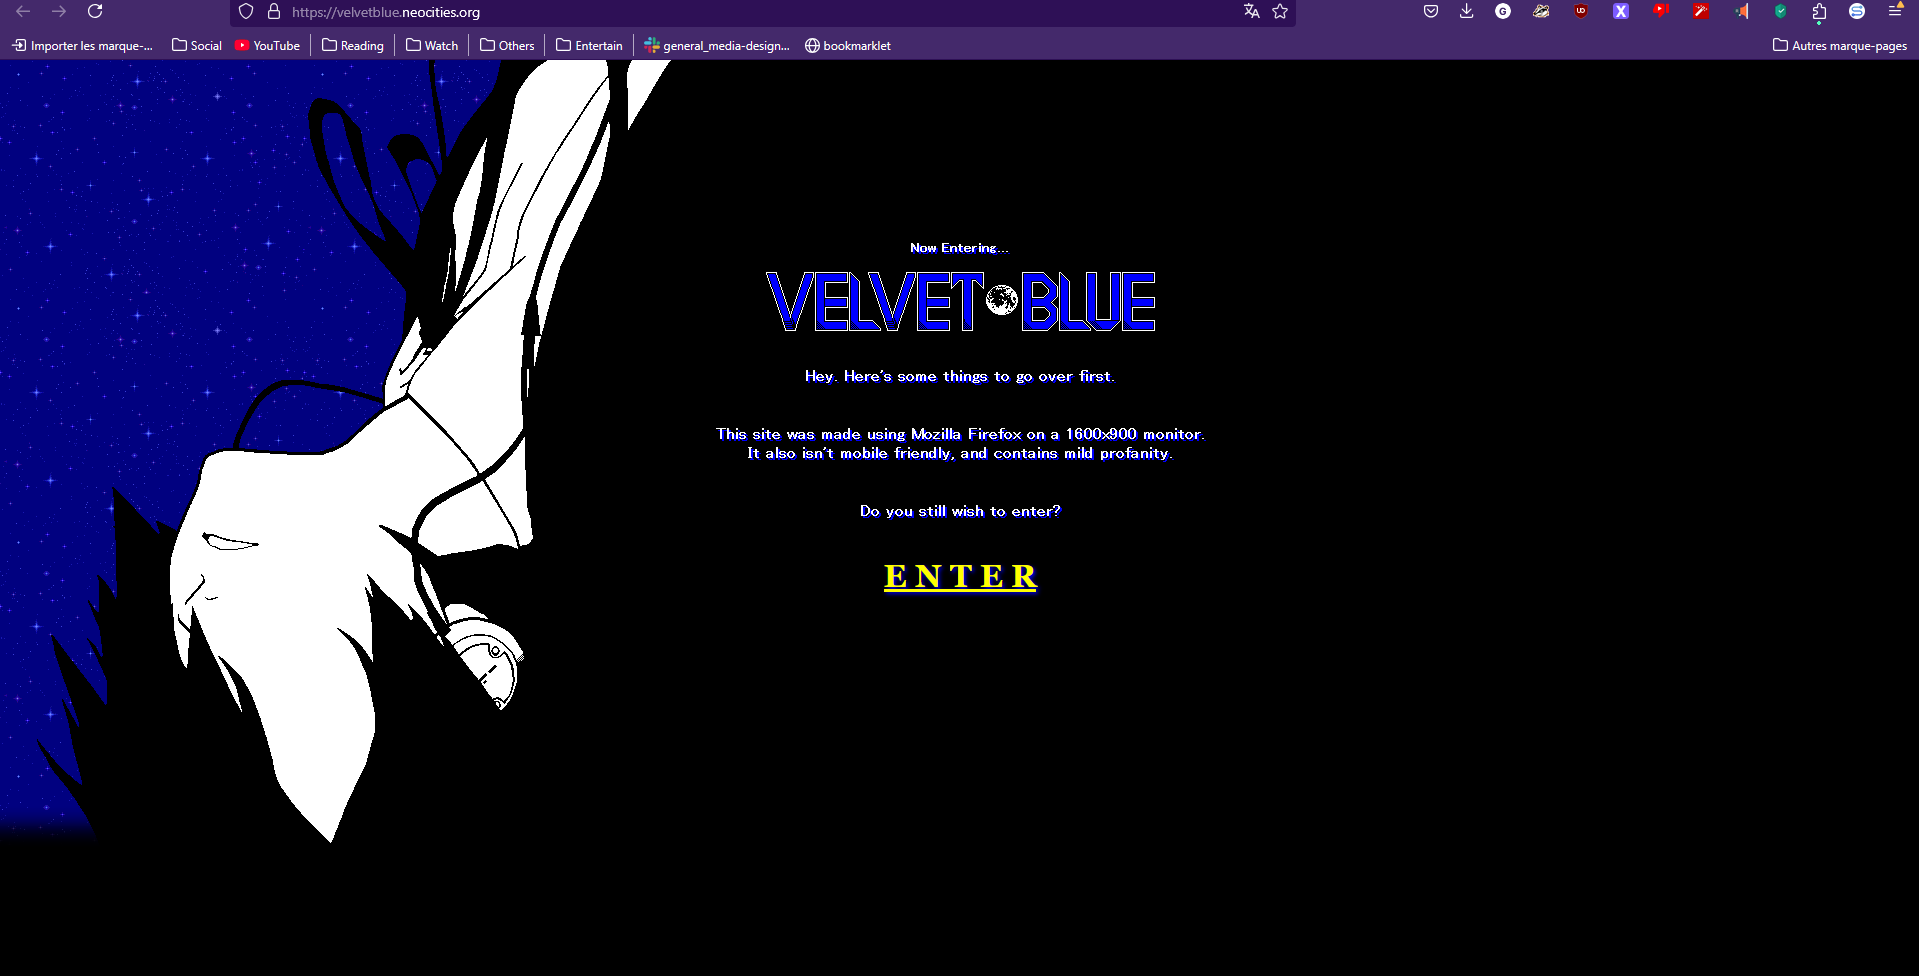 https://velvetblue.neocities.org
Importer les marque-... Social YouTube Reading Watch Others Entertain general_media-design... bookmarklet Autres marque-pages
Now Entering...
VELVET BLUE
Hey. Here's some things to go over first.
This site was made using Mozilla Firefox on a 1600x900 monitor.
It also isn't mobile friendly, and contains mild profanity.
Do you still wish to enter?
ENTER